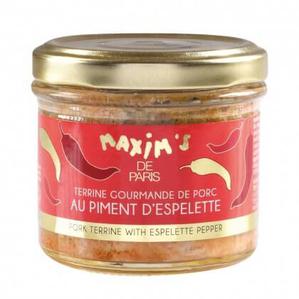 MAXIM'S
DE
PARIS
TERRINE GOURMANDE DE PORC
AU PIMENT D'ESPELETTE
PORK TERRINE WITH ESPELETTE PEPPER